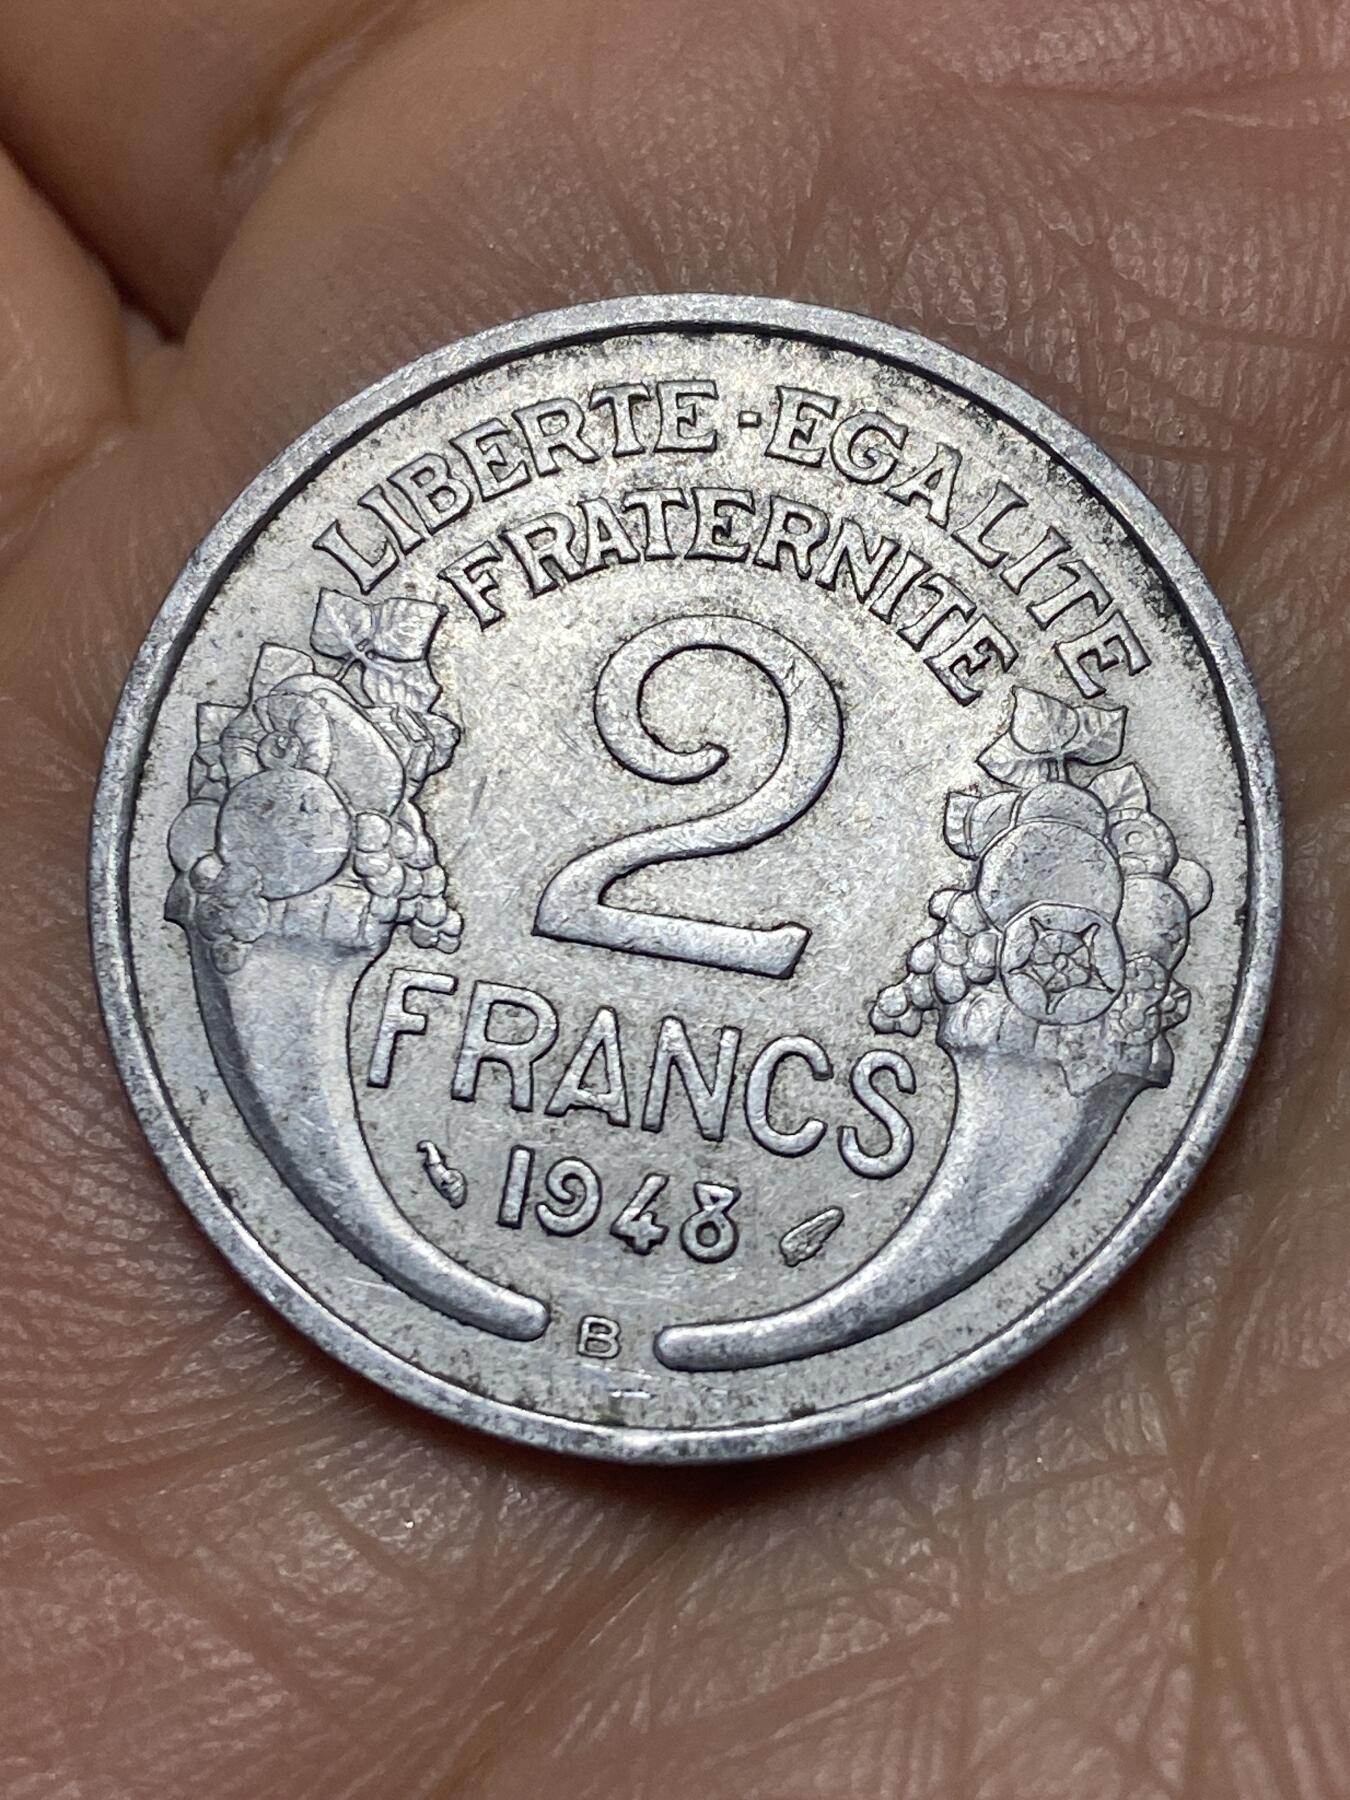 LIBERTE·EGALITE
FRATERNITE
2
FRANCS
1948
B